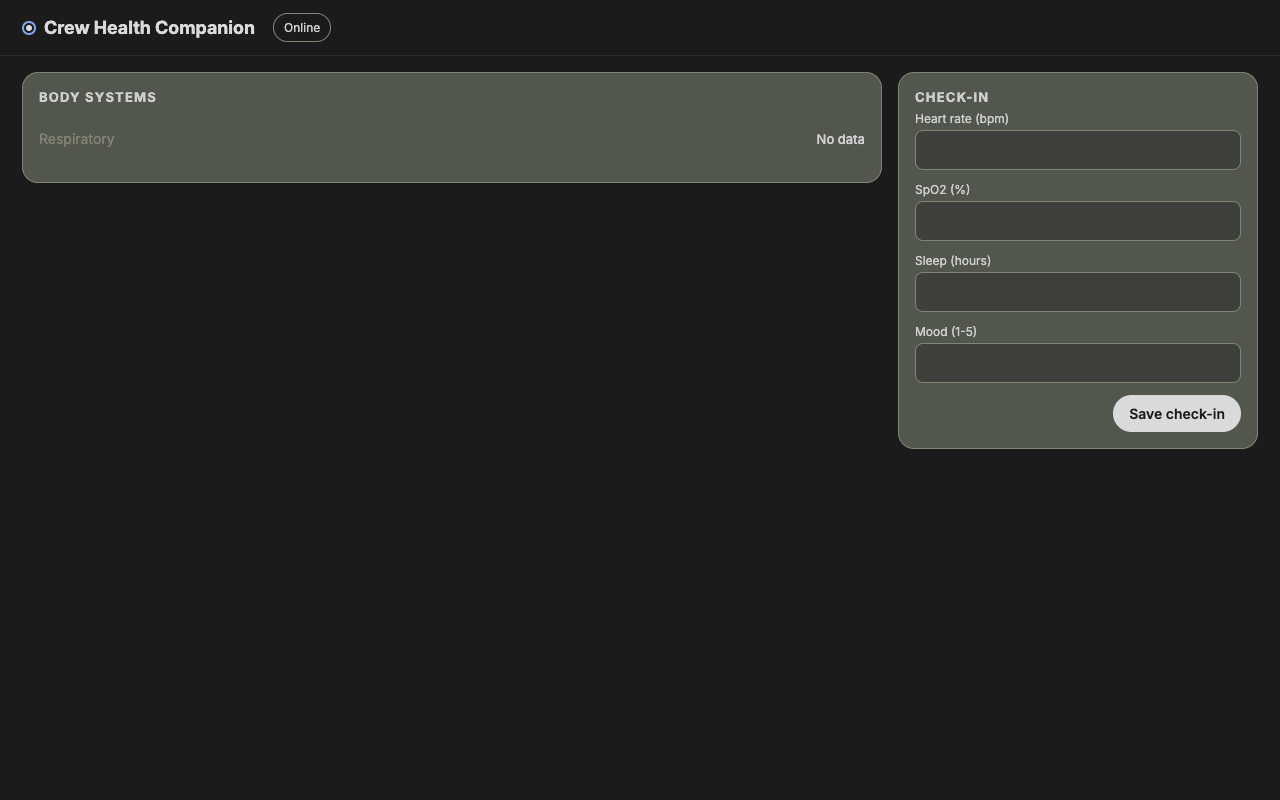 Crew Health Companion
Online
BODY SYSTEMS
Respiratory
No data
CHECK-IN
Heart rate (bpm)
SpO2 (%)
Sleep (hours)
Mood (1-5)
Save check-in